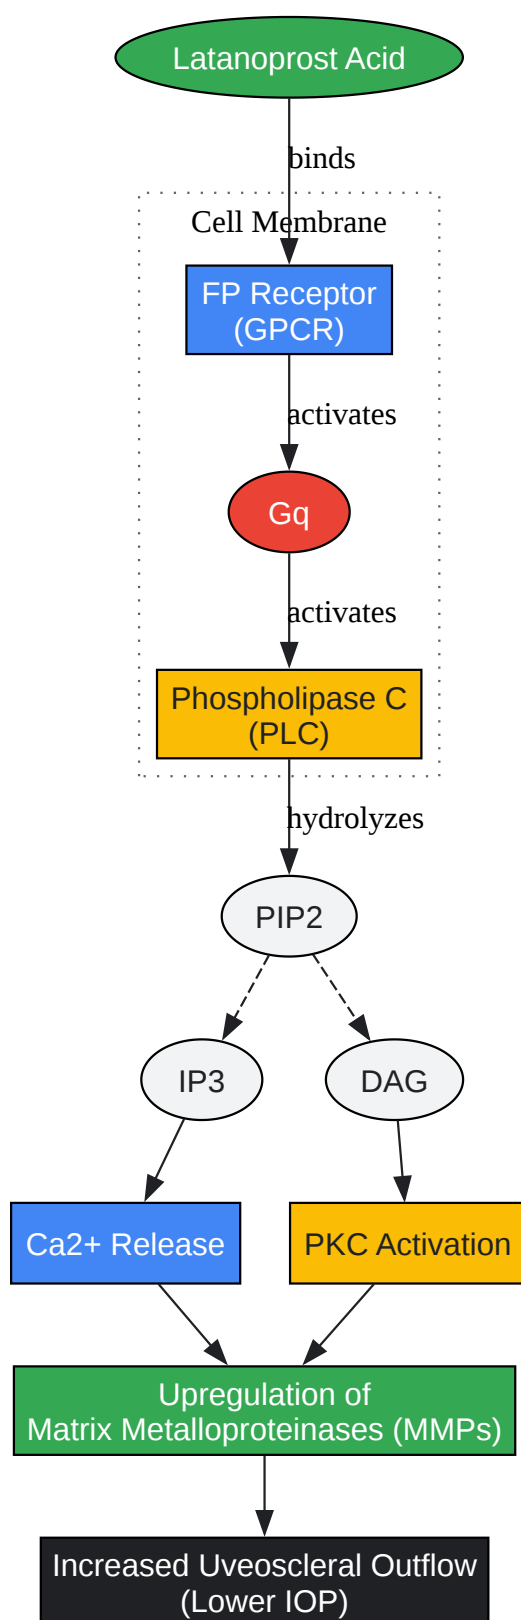 Latanoprost Acid
binds
Cell Membrane
FP Receptor
(GPCR)
activates
Gq
activates
Phospholipase C
(PLC)
hydrolyzes
PIP2
IP3
DAG
Ca2+ Release
PKC Activation
Upregulation of
Matrix Metalloproteinases (MMPs)
Increased Uveoscleral Outflow
(Lower IOP)